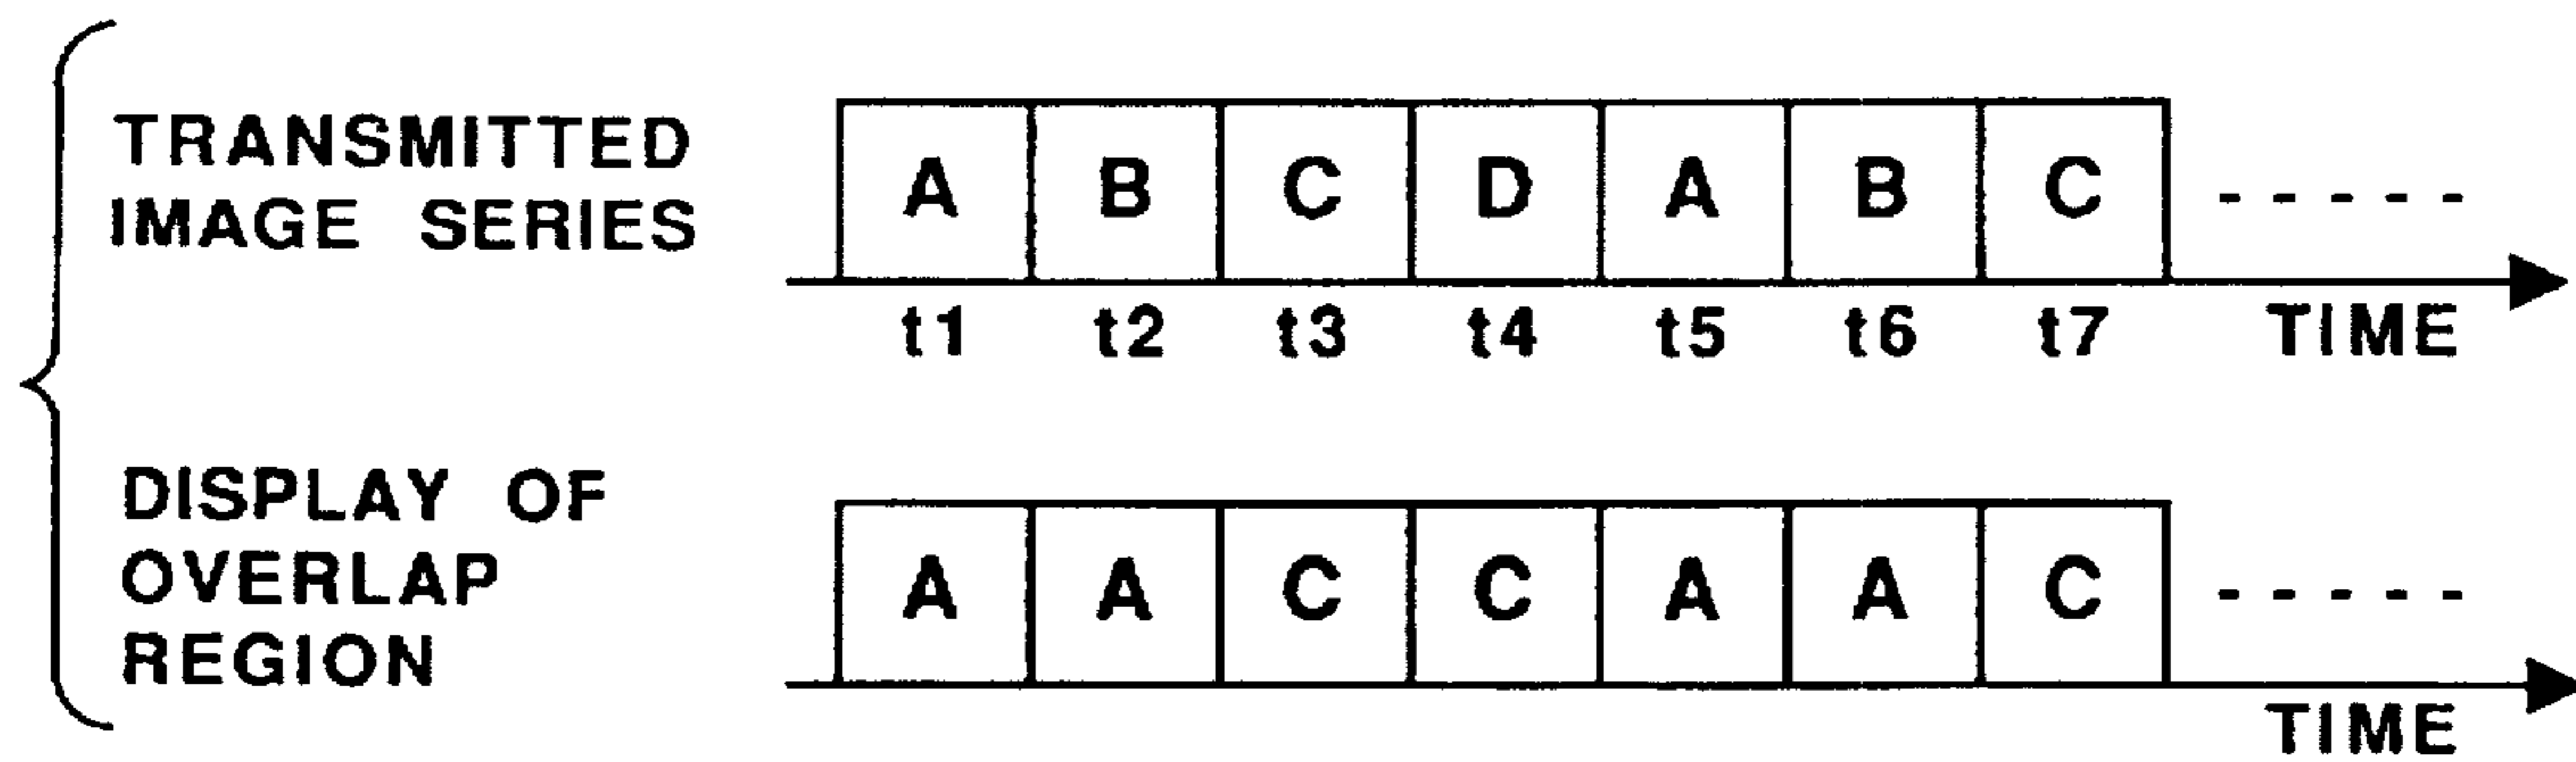 TRANSMITTED
IMAGE SERIES
A B C D A B C -----
t1 t2 t3 t4 t5 t6 t7 TIME
DISPLAY OF
OVERLAP
REGION
A A C C A A C -----
TIME